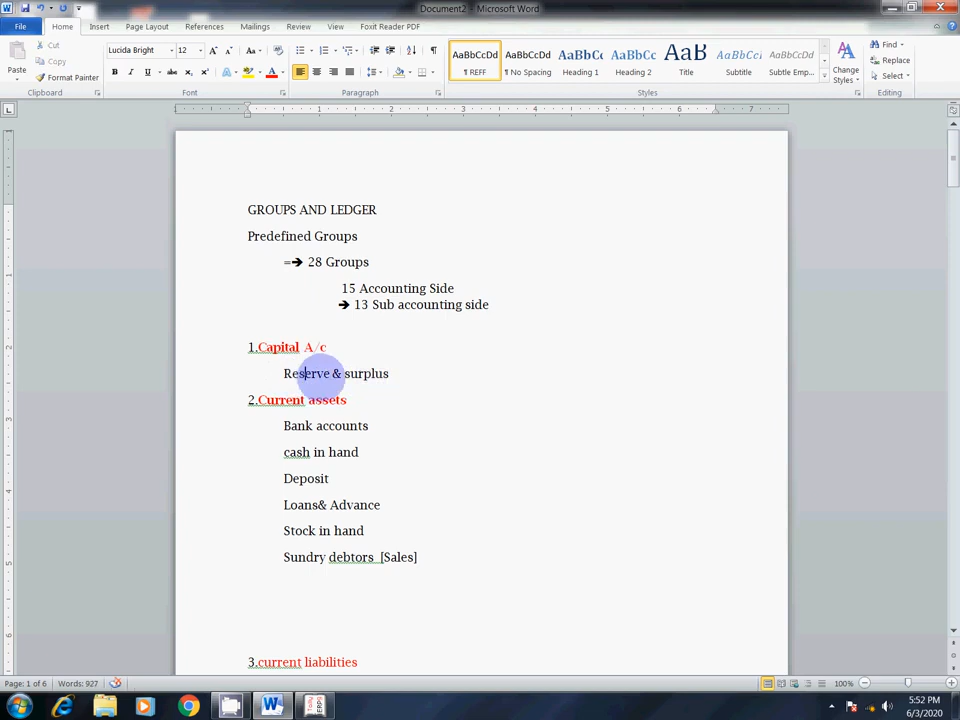 Document2 - Microsoft Word
File Home Insert Page Layout References Mailings Review View Foxit Reader PDF
Paste
Cut
Copy
Format Painter
Clipboard
Lucida Bright 12
Font
Paragraph
AaBbCcDd AaBbCcDd AaBbCc AaBbCc AaB AaBbCcI AaBbCcDd
¶ REFF ¶ No Spacing Heading 1 Heading 2 Title Subtitle Subtle Emp...
Change Styles
Styles
Find
Replace
Select
Editing
GROUPS AND LEDGER
Predefined Groups
=➔ 28 Groups
15 Accounting Side
➔ 13 Sub accounting side
1.Capital A/c
Reserve & surplus
2.Current assets
Bank accounts
cash in hand
Deposit
Loans& Advance
Stock in hand
Sundry debtors [Sales]
3.current liabilities
Page: 1 of 6 Words: 927 100%
5:52 PM
6/3/2020